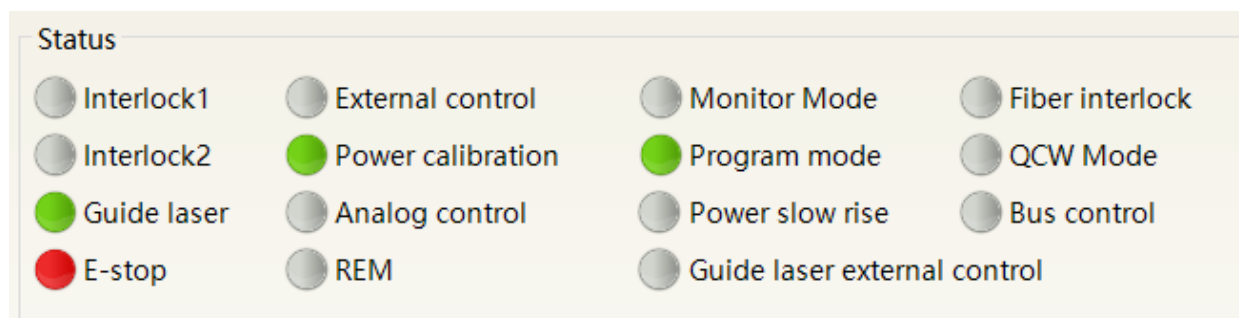 Status
Interlock1 External control Monitor Mode Fiber interlock
Interlock2 Power calibration Program mode QCW Mode
Guide laser Analog control Power slow rise Bus control
E-stop REM Guide laser external control